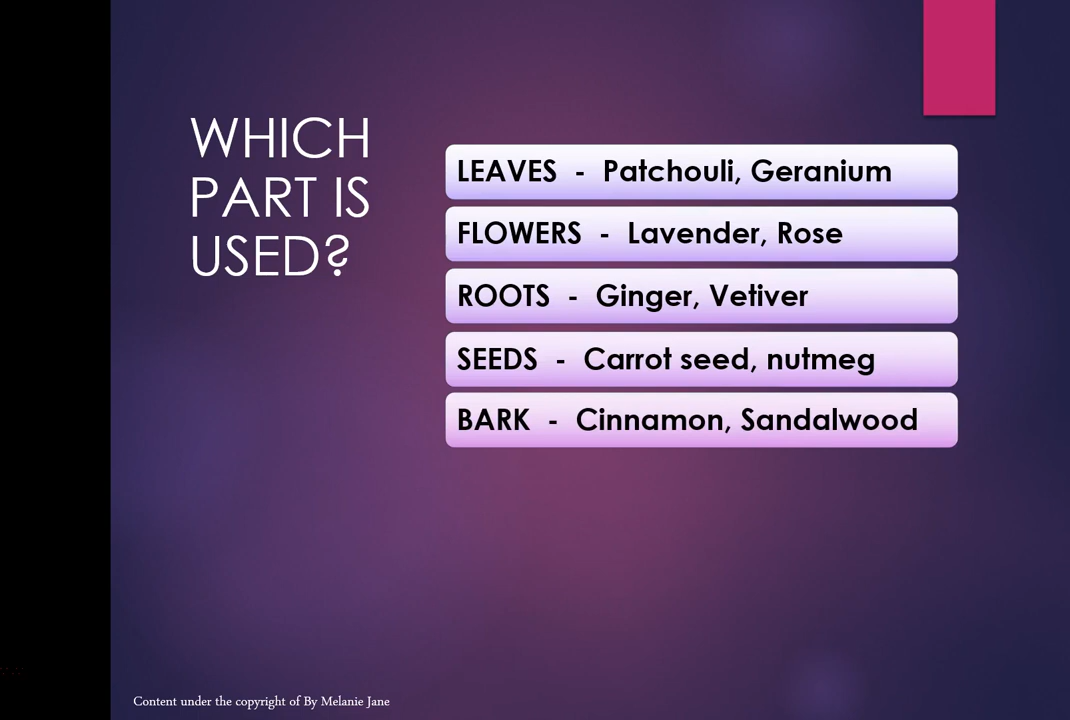 WHICH
PART IS
USED?
LEAVES - Patchouli, Geranium
FLOWERS - Lavender, Rose
ROOTS - Ginger, Vetiver
SEEDS - Carrot seed, nutmeg
BARK - Cinnamon, Sandalwood
Content under the copyright of By Melanie Jane